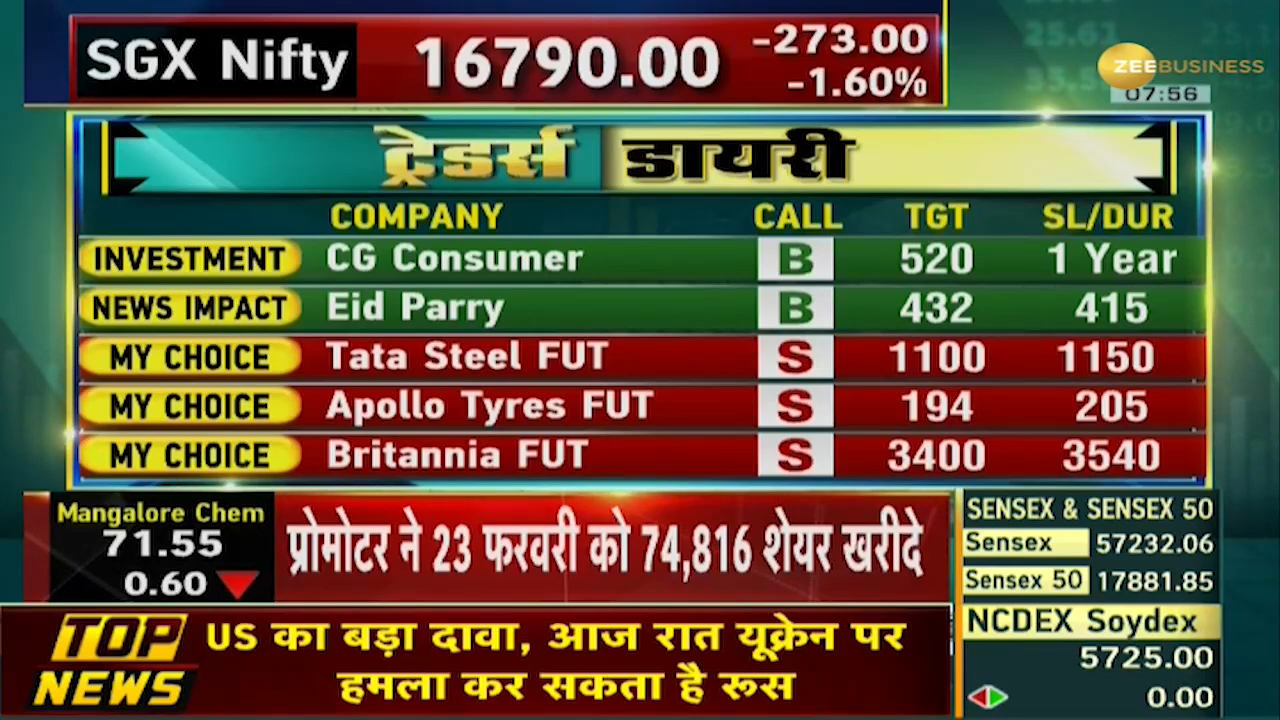 SGX Nifty 16790.00 -273.00 -1.60%
ZEEBUSINESS
07:56
ट्रेडर्स डायरी
COMPANY CALL TGT SL/DUR
INVESTMENT CG Consumer B 520 1 Year
NEWS IMPACT Eid Parry B 432 415
MY CHOICE Tata Steel FUT S 1100 1150
MY CHOICE Apollo Tyres FUT S 194 205
MY CHOICE Britannia FUT S 3400 3540
Mangalore Chem
71.55
0.60
प्रोमोटर ने 23 फरवरी को 74,816 शेयर खरीदे
SENSEX & SENSEX 50
Sensex 57232.06
Sensex 50 17881.85
NCDEX Soydex
5725.00
0.00
TOP NEWS
US का बड़ा दावा, आज रात यूक्रेन पर
हमला कर सकता है रूस